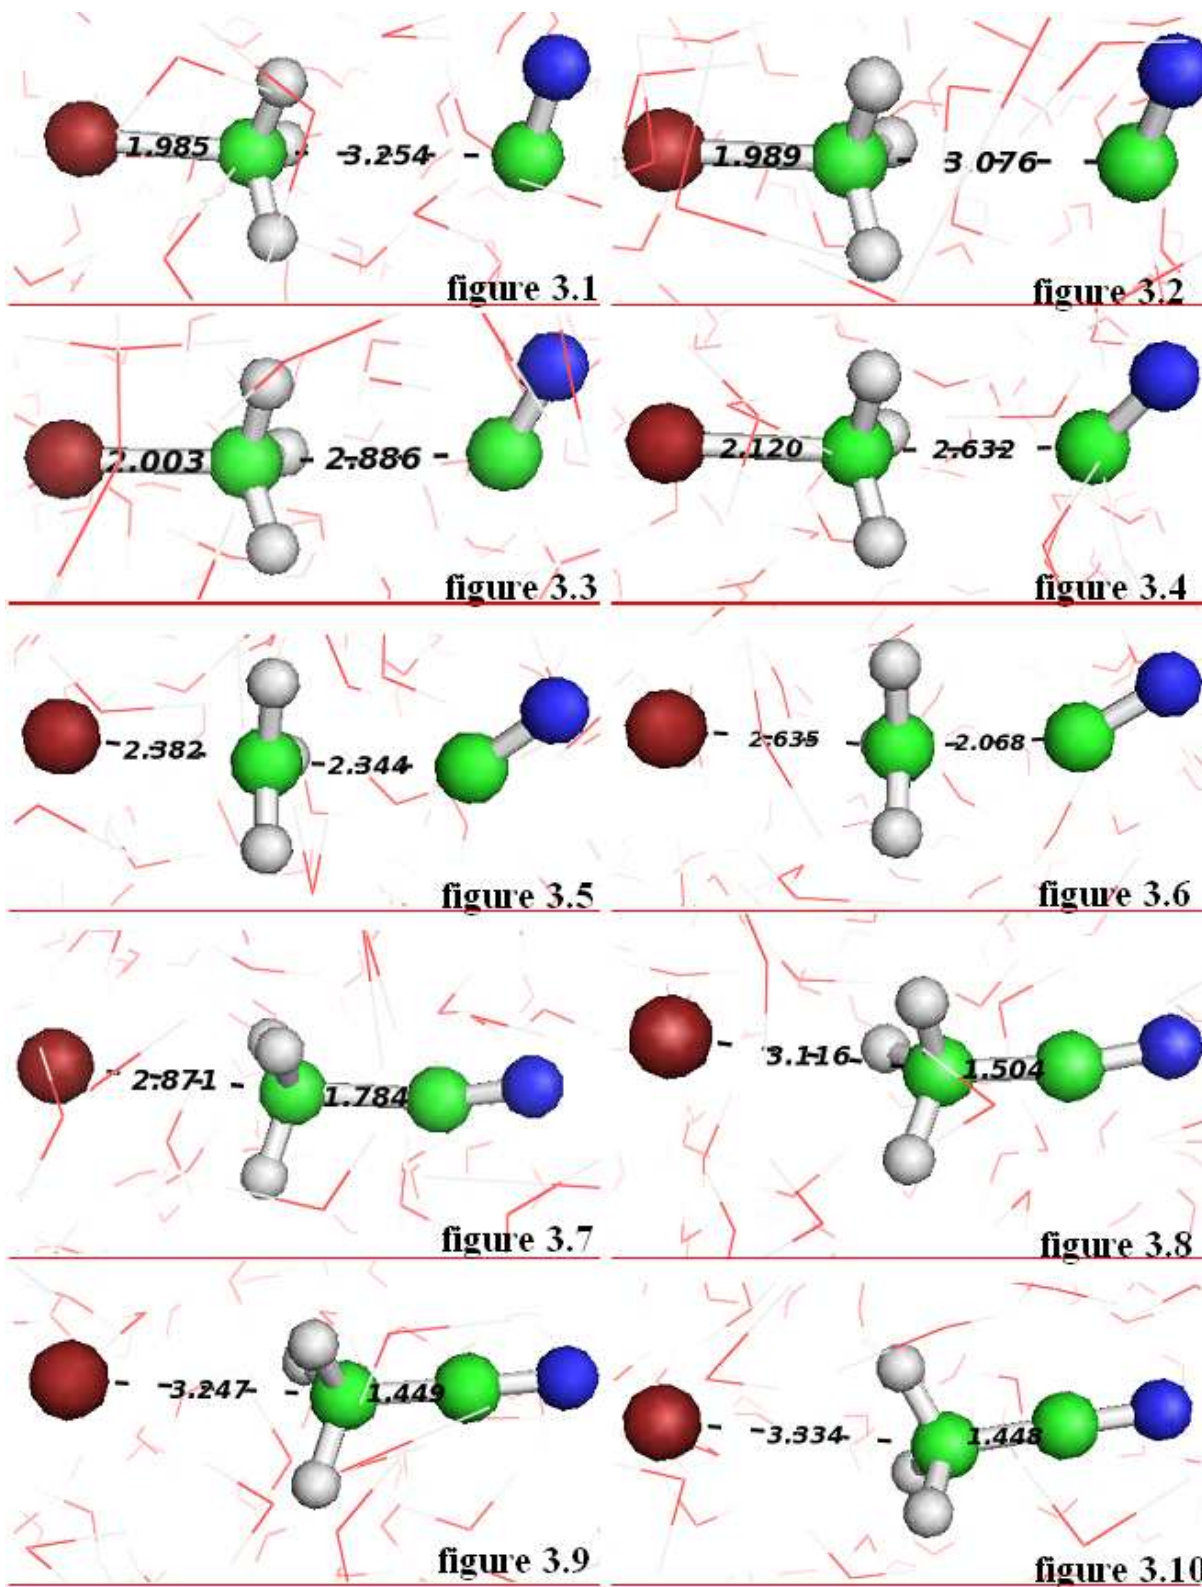 1.985 3.254
figure 3.1
1.989 3.076
figure 3.2
2.003 2.886
figure 3.3
2.120 2.632
figure 3.4
2.382 2.344
figure 3.5
2.635 2.068
figure 3.6
2.871 1.784
figure 3.7
3.116 1.504
figure 3.8
3.247 1.449
figure 3.9
3.334 1.448
figure 3.10